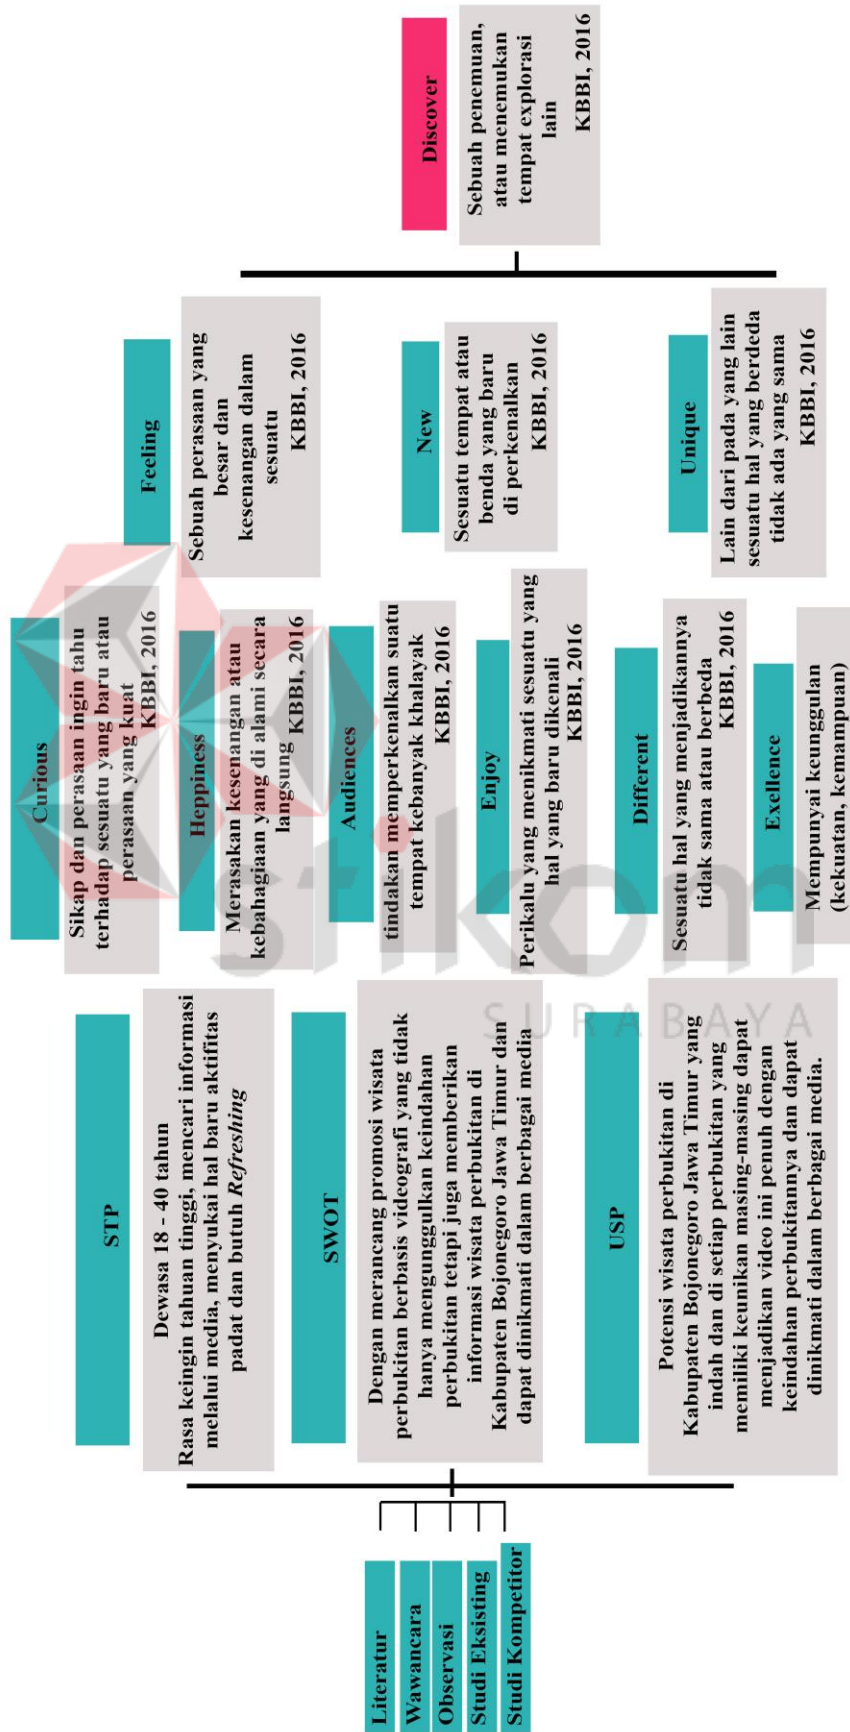 Literatur
Wawancara
Observasi
Studi Eksisting
Studi Kompetitor
STP
Dewasa 18 - 40 tahun
Rasa keingin tahuan tinggi, mencari informasi
melalui media, menyukai hal baru aktifitas
padat dan butuh Refreshing
SWOT
Dengan merancang promosi wisata
perbukitan berbasis videografi yang tidak
hanya mengunggulkan keindahan
perbukitan tetapi juga memberikan
informasi wisata perbukitan di
Kabupaten Bojonegoro Jawa Timur dan
dapat dinikmati dalam berbagai media
USP
Potensi wisata perbukitan di
Kabupaten Bojonegoro Jawa Timur yang
indah dan di setiap perbukitan yang
memiliki keunikan masing-masing dapat
menjadikan video ini penuh dengan
keindahan perbukitannya dan dapat
dinikmati dalam berbagai media.
Curious
Sikap dan perasaan ingin tahu
terhadap sesuatu yang baru atau
perasaan yang kuat
KBBI, 2016
Heppiness
Merasakan kesenangan atau
kebahagiaan yang di alami secara
langsung KBBI, 2016
Audiences
tindakan memperkenalkan suatu
tempat kebanyak khalayak
KBBI, 2016
Enjoy
Perikalu yang menikmati sesuatu yang
hal yang baru dikenali
KBBI, 2016
Different
Sesuatu hal yang menjadikannya
tidak sama atau berbeda
KBBI, 2016
Exellence
Mempunyai keunggulan
(kekuatan, kemampuan)
Feeling
Sebuah perasaan yang
besar dan
kesenangan dalam
sesuatu
KBBI, 2016
New
Sesuatu tempat atau
benda yang baru
di perkenalkan
KBBI, 2016
Unique
Lain dari pada yang lain
sesuatu hal yang berdeda
tidak ada yang sama
KBBI, 2016
Discover
Sebuah penemuan,
atau menemukan
tempat explorasi
lain
KBBI, 2016
stikom
SURABAYA